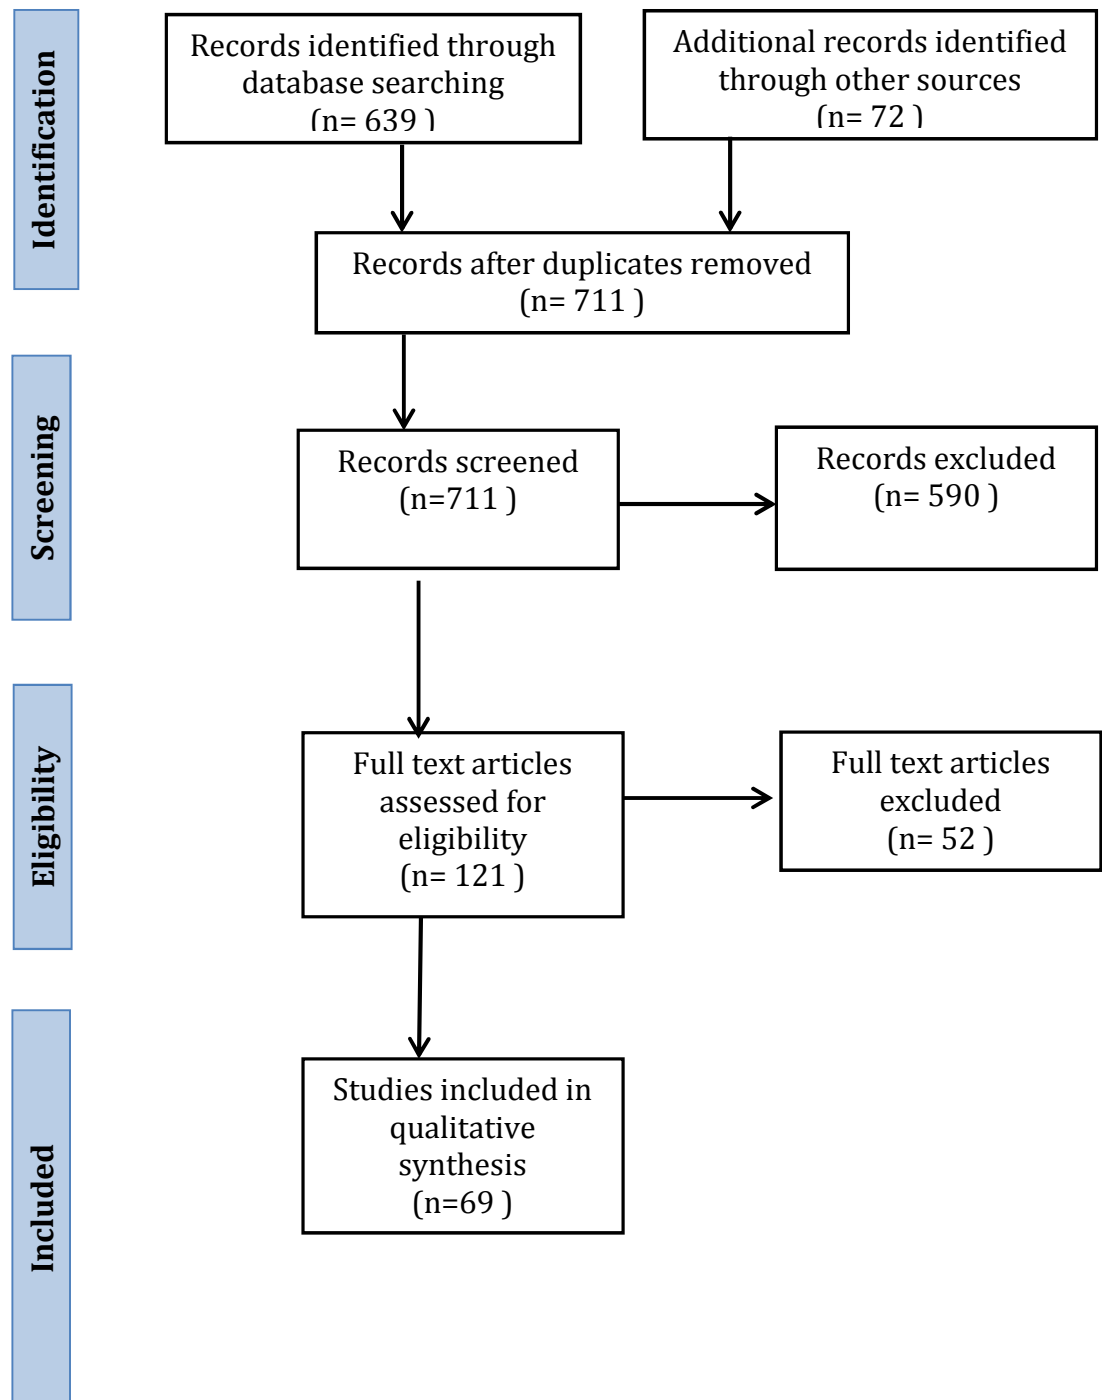 Identification
Records identified through
database searching
(n= 639 )
Additional records identified
through other sources
(n= 72 )
Records after duplicates removed
(n= 711 )
Screening
Records screened
(n=711 )
Records excluded
(n= 590 )
Eligibility
Full text articles
assessed for
eligibility
(n= 121 )
Full text articles
excluded
(n= 52 )
Included
Studies included in
qualitative
synthesis
(n=69 )